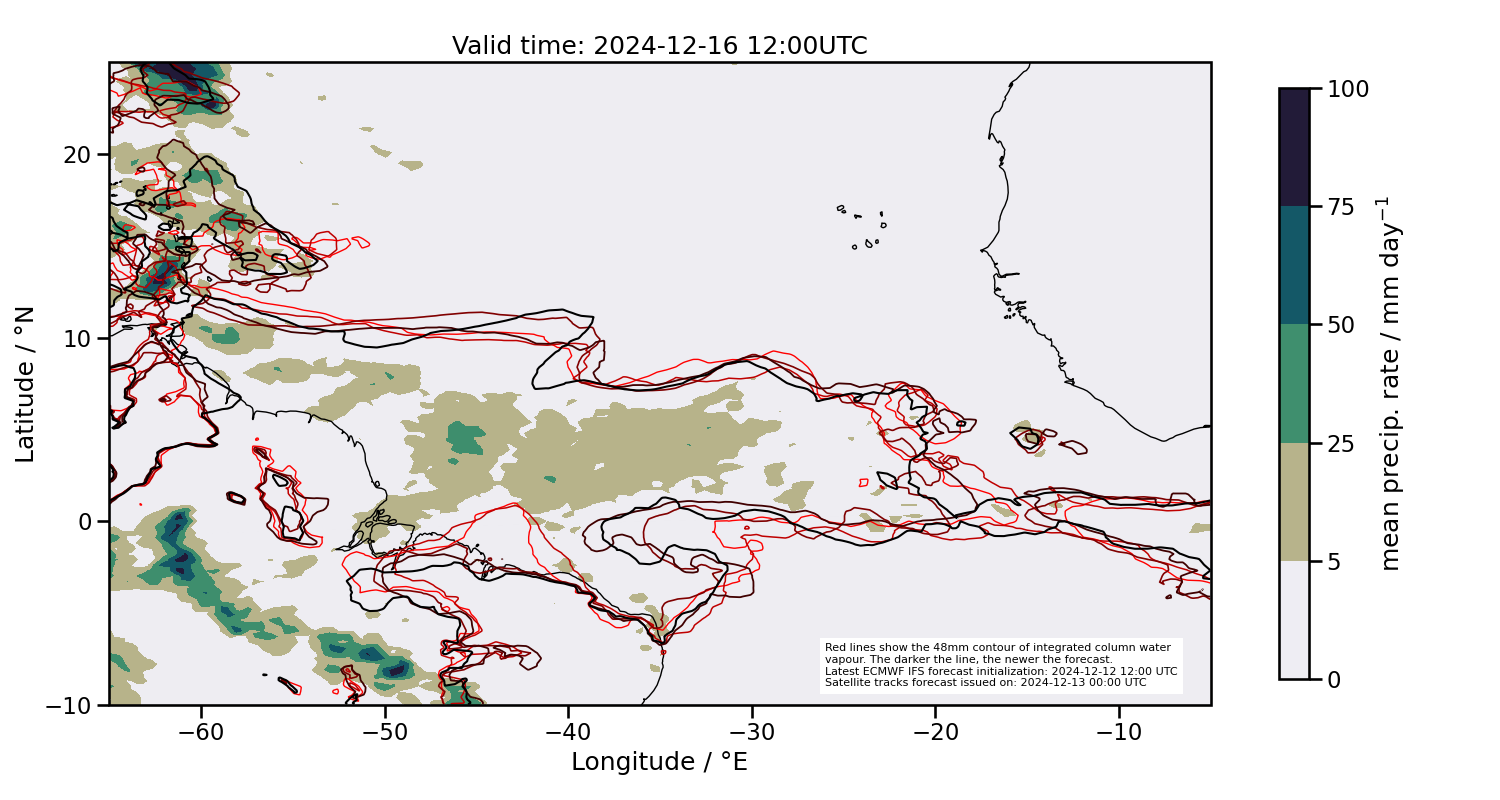 Valid time: 2024-12-16 12:00UTC
100
75
50
25
5
0
mean precip. rate / mm day⁻¹
20
10
0
−10
Latitude / °N
Red lines show the 48mm contour of integrated column water
vapour. The darker the line, the newer the forecast.
Latest ECMWF IFS forecast initialization: 2024-12-12 12:00 UTC
Satellite tracks forecast issued on: 2024-12-13 00:00 UTC
−60 −50 −40 −30 −20 −10
Longitude / °E